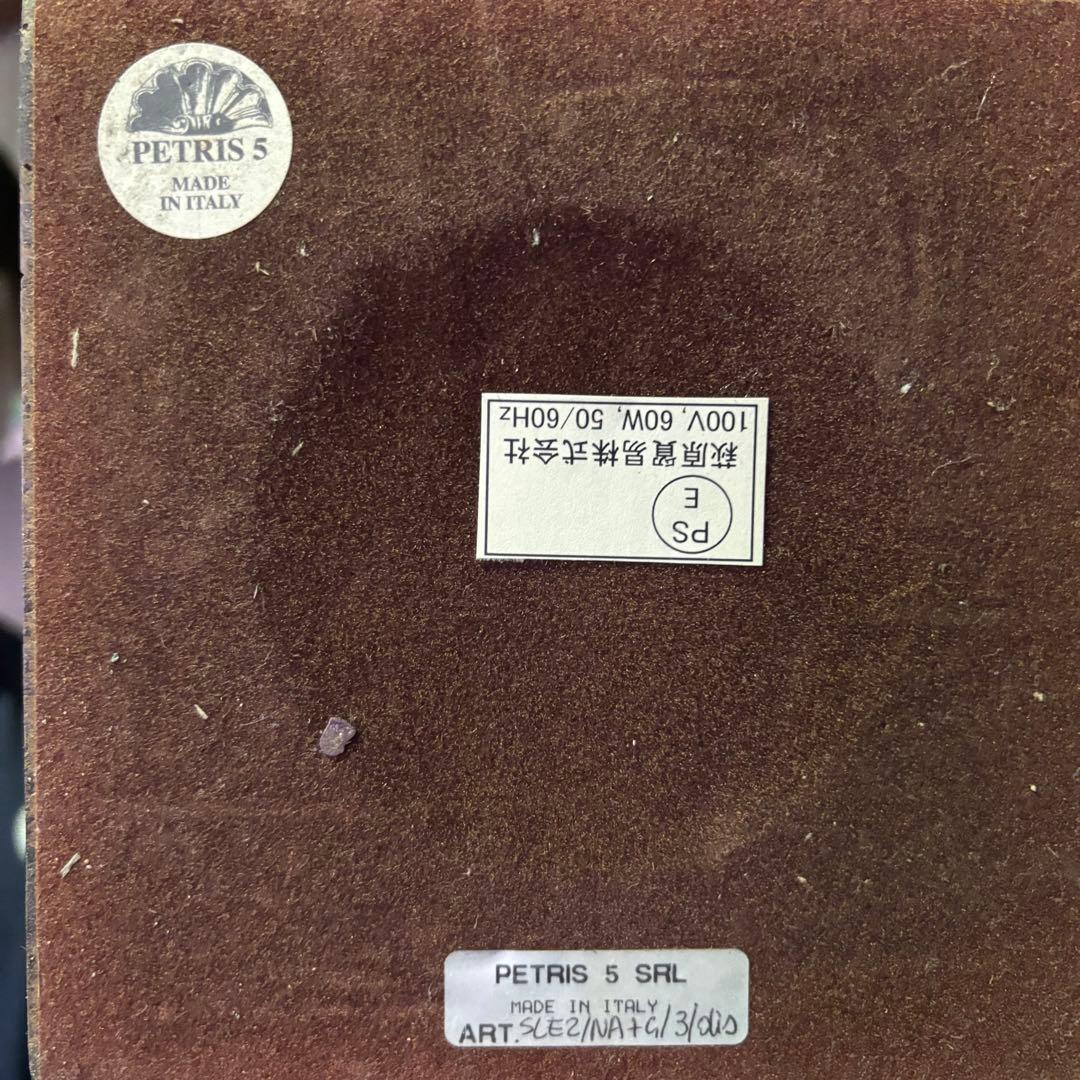 PETRIS 5
MADE
IN ITALY
PS
E
萩原貿易株式会社
100V, 60W, 50/60Hz
PETRIS 5 SRL
MADE IN ITALY
ART. SLE2/NA+G/3/dis